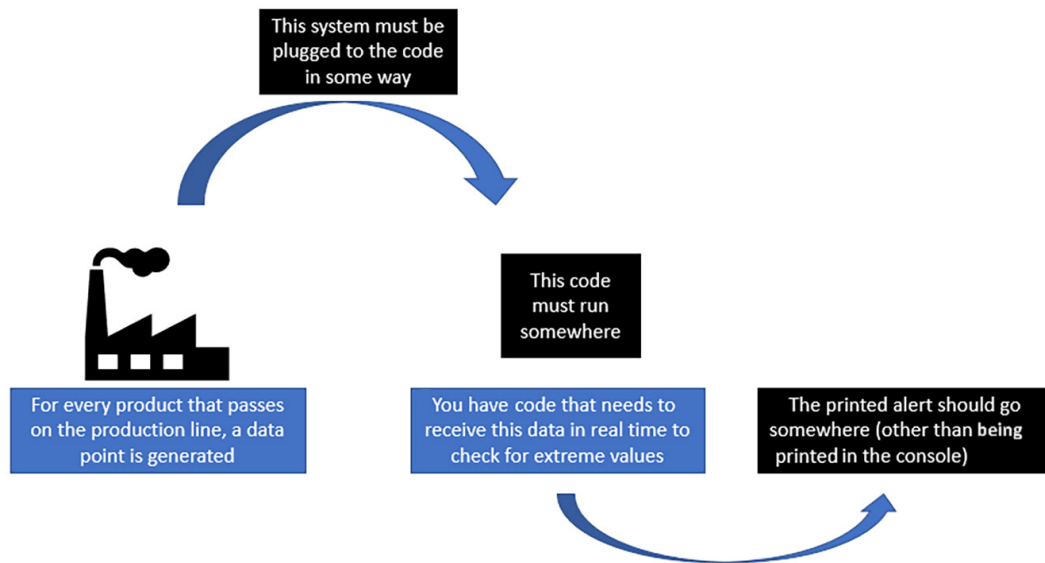 This system must be
plugged to the code
in some way
This code
must run
somewhere
For every product that passes
on the production line, a data
point is generated
You have code that needs to
receive this data in real time to
check for extreme values
The printed alert should go
somewhere (other than being
printed in the console)